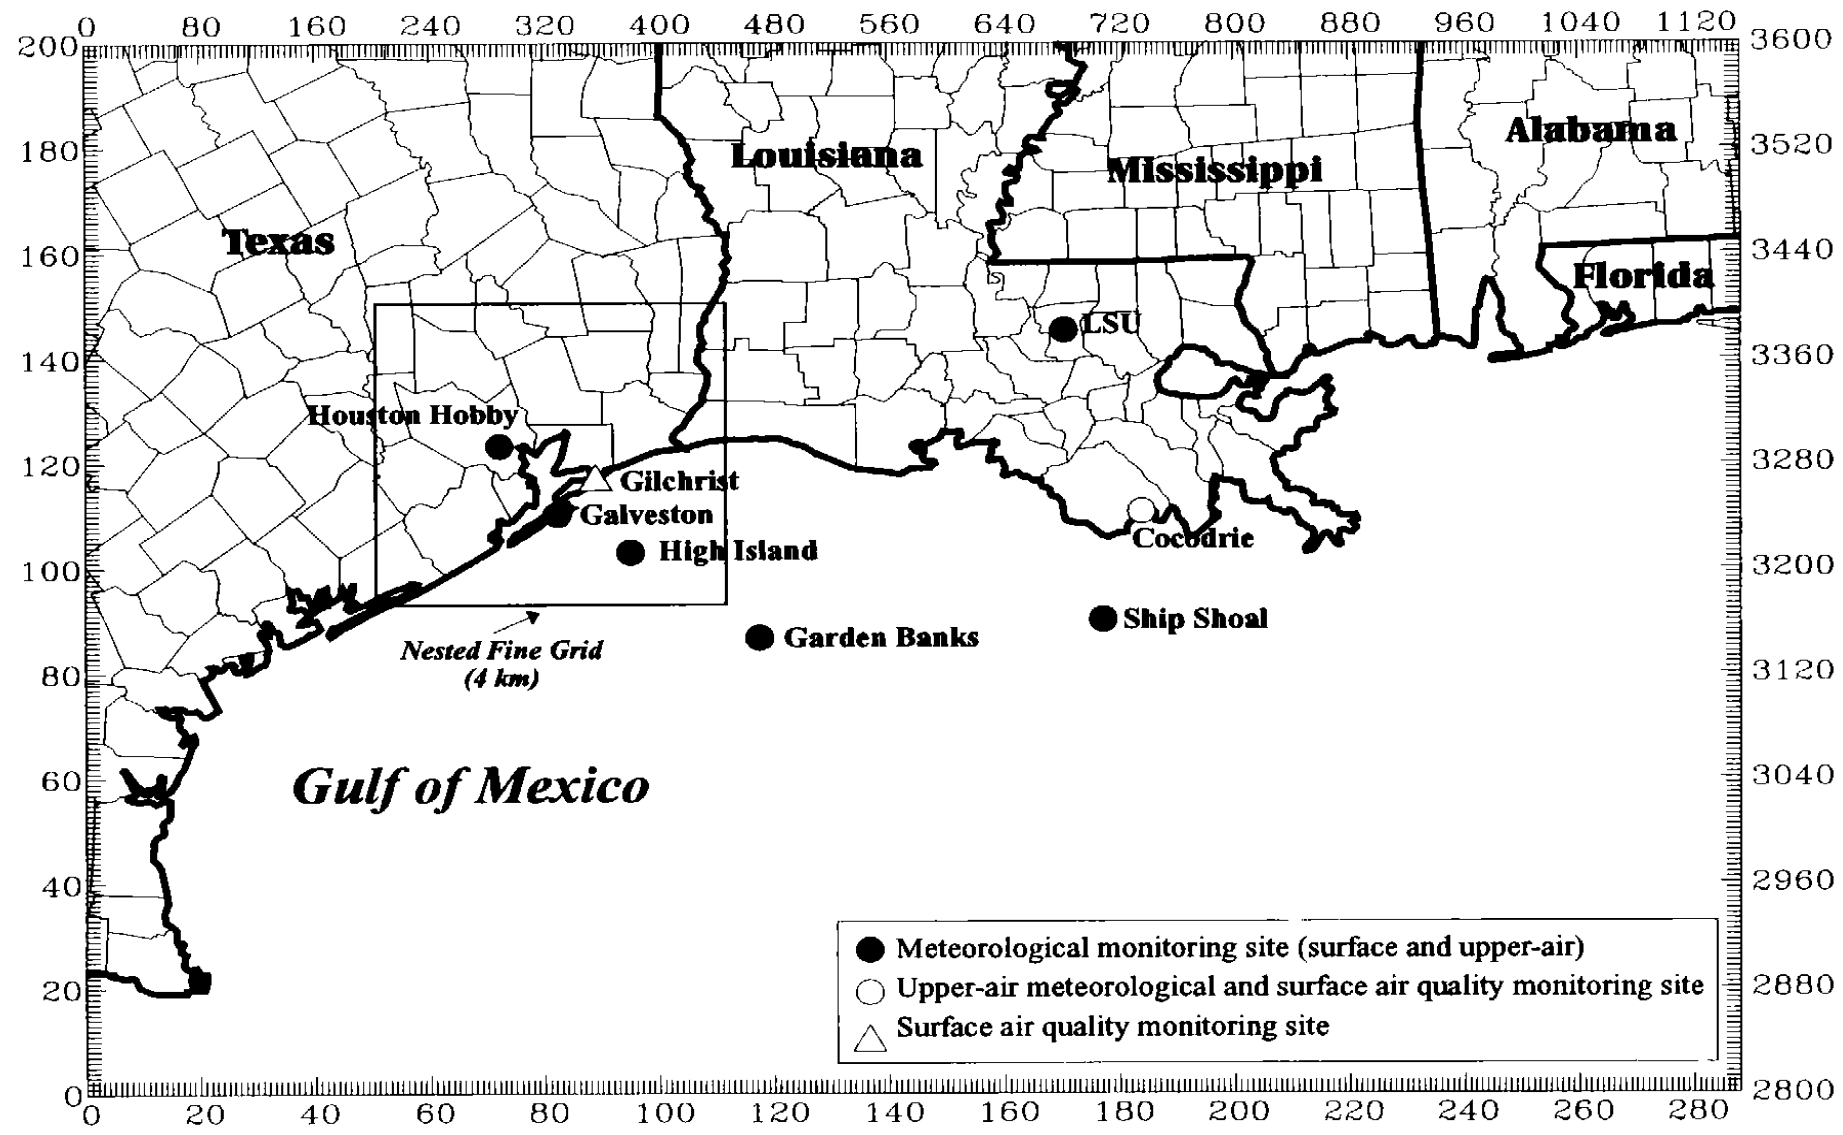 0 80 160 240 320 400 480 560 640 720 800 880 960 1040 1120
200 3600
180 3520
160 3440
140 3360
120 3280
100 3200
80 3120
60 3040
40 2960
20 2880
0 2800
Alabama
Louisiana
Mississippi
Texas
Florida
LSU
Houston Hobby
Gilchrist
Galveston
Cocodrie
High Island
Ship Shoal
Garden Banks
Nested Fine Grid
(4 km)
Gulf of Mexico
Meteorological monitoring site (surface and upper-air)
Upper-air meteorological and surface air quality monitoring site
Surface air quality monitoring site
0 20 40 60 80 100 120 140 160 180 200 220 240 260 280